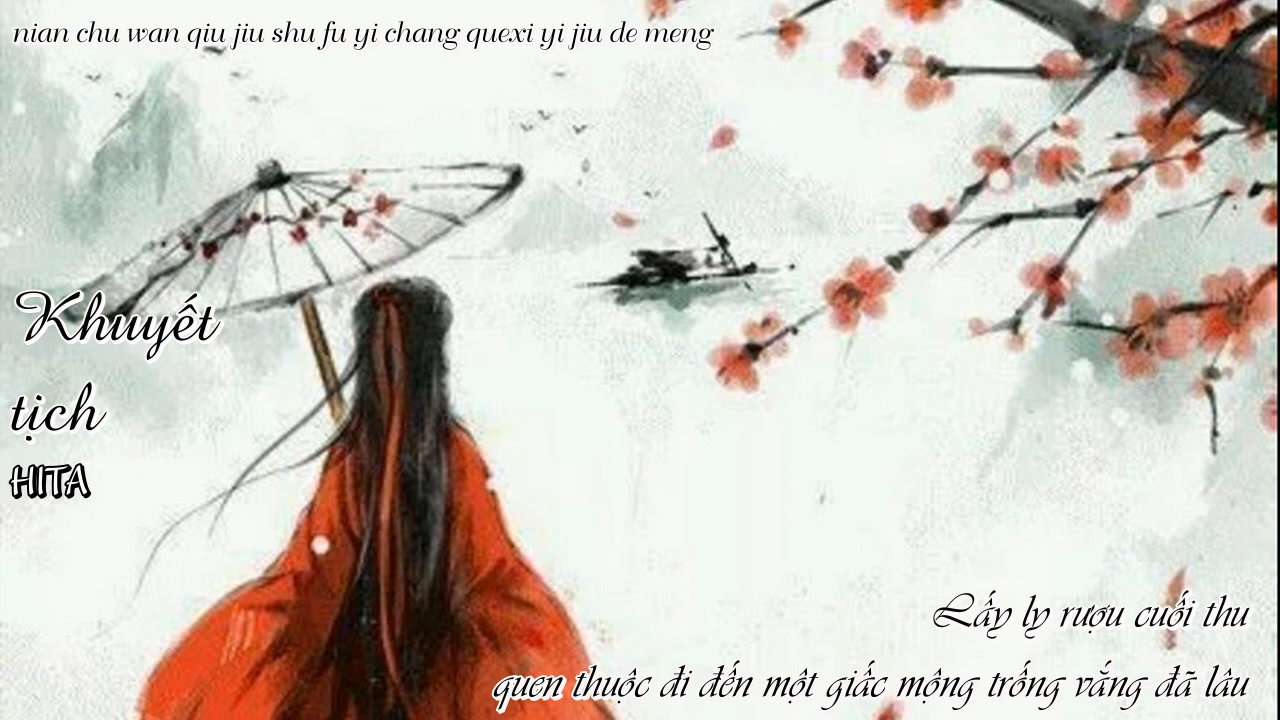 nian chu wan qiu jiu shu fu yi chang quexi yi jiu de meng
Khuyết
tịch
HITA
Lấy ly rượu cuối thu
quen thuộc đi đến một giấc mộng trống vắng đã lâu